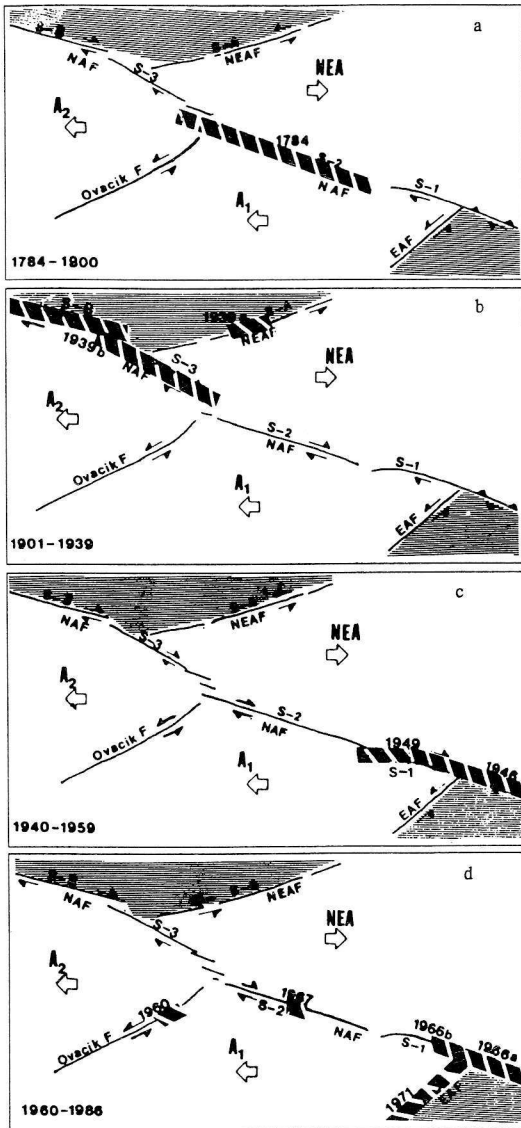 a
S-B
NAF
S-A
NEAF
S-3
NEA
A2
1784
S-2
NAF
Ovacik F
S-1
A1
EAF
1784-1900
b
S-B
1939b
NAF
S-3
S-A
NEAF
NEA
A2
S-2
NAF
Ovacik F
S-1
A1
EAF
1901-1939
c
S-B
NAF
NEAF
S-3
NEA
A2
S-2
NAF
Ovacik F
1949
S-1
A1
EAF
1940-1959
d
NAF
NEAF
S-3
NEA
A2
1960
1967
S-2
NAF
Ovacik F
1966b
1966a
S-1
A1
1971
EAF
1960-1986